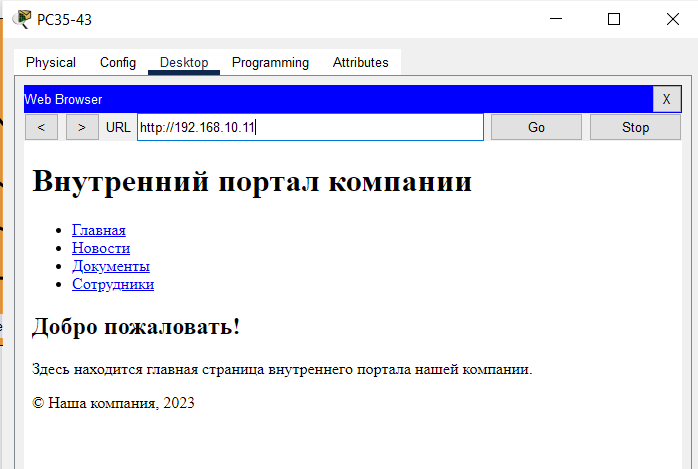 PC35-43
Physical Config Desktop Programming Attributes
Web Browser X
< > URL http://192.168.10.11 Go Stop
Внутренний портал компании
Главная
Новости
Документы
Сотрудники
Добро пожаловать!
Здесь находится главная страница внутреннего портала нашей компании.
© Наша компания, 2023